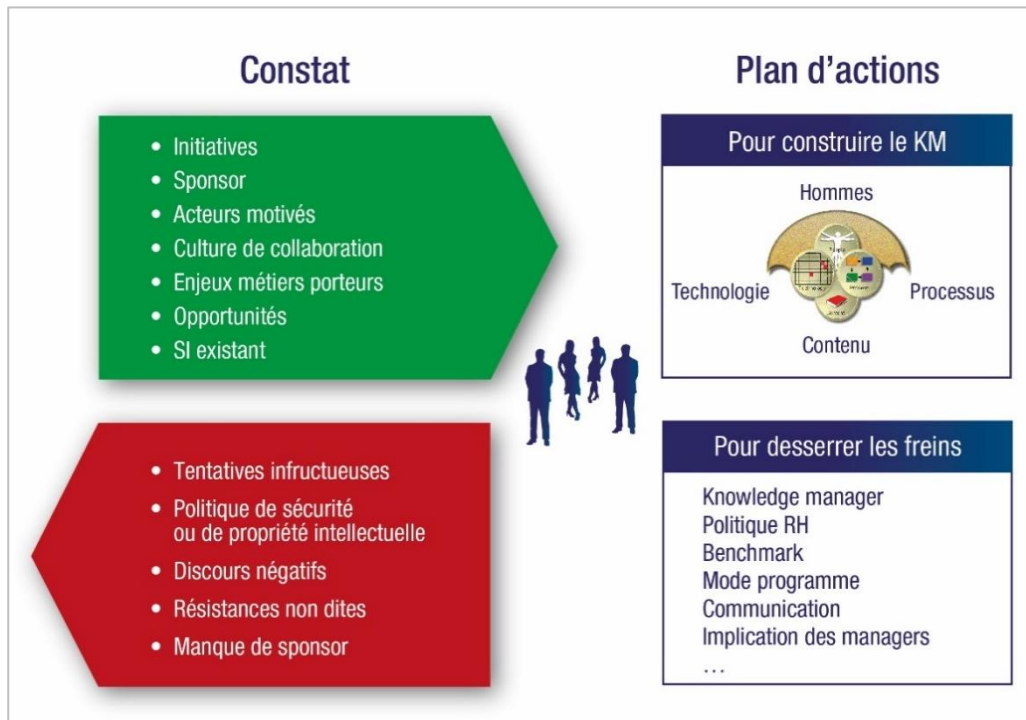 Constat
• Initiatives
• Sponsor
• Acteurs motivés
• Culture de collaboration
• Enjeux métiers porteurs
• Opportunités
• SI existant
• Tentatives infructueuses
• Politique de sécurité
ou de propriété intellectuelle
• Discours négatifs
• Résistances non dites
• Manque de sponsor
Plan d'actions
Pour construire le KM
Hommes
Technologie
Processus
Contenu
Pour desserrer les freins
Knowledge manager
Politique RH
Benchmark
Mode programme
Communication
Implication des managers
…